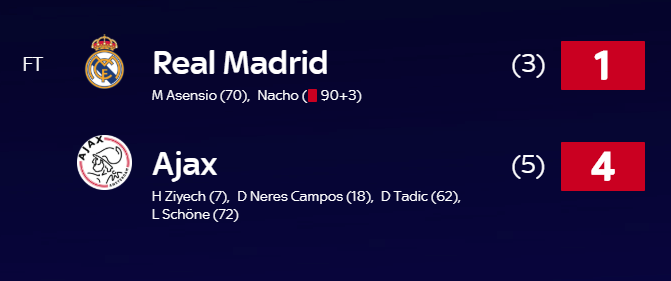 FT
Real Madrid
(3)
1
M Asensio (70), Nacho ( 90+3)
AJAX
Ajax
(5)
4
H Ziyech (7), D Neres Campos (18), D Tadic (62),
L Schöne (72)